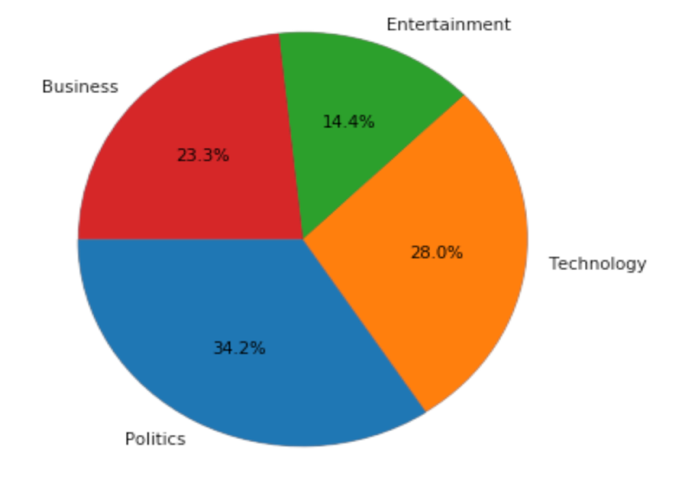 Entertainment
Business
14.4%
23.3%
28.0%
Technology
34.2%
Politics